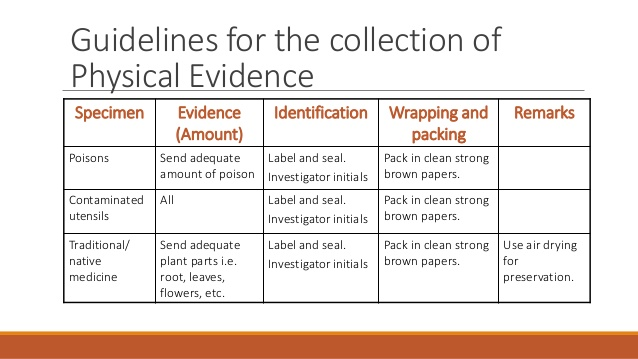 Guidelines for the collection of
Physical Evidence
Specimen
Evidence
(Amount)
Identification
Wrapping and
packing
Remarks
Poisons
Send adequate
amount of poison
Label and seal.
Investigator initials
Pack in clean strong
brown papers.
Contaminated
utensils
All
Label and seal.
Investigator initials
Pack in clean strong
brown papers.
Traditional/
native
medicine
Send adequate
plant parts i.e.
root, leaves,
flowers, etc.
Label and seal.
Investigator initials
Pack in clean strong
brown papers.
Use air drying
for
preservation.